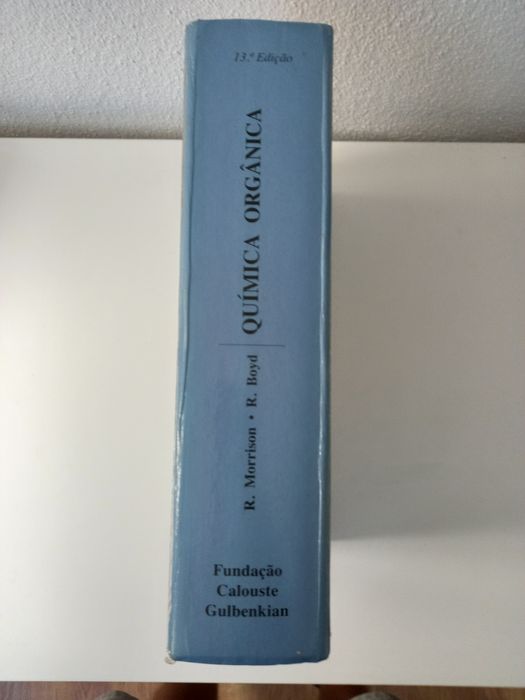 13.ª Edição
QUÍMICA ORGÂNICA
R. Morrison • R. Boyd
Fundação
Calouste
Gulbenkian